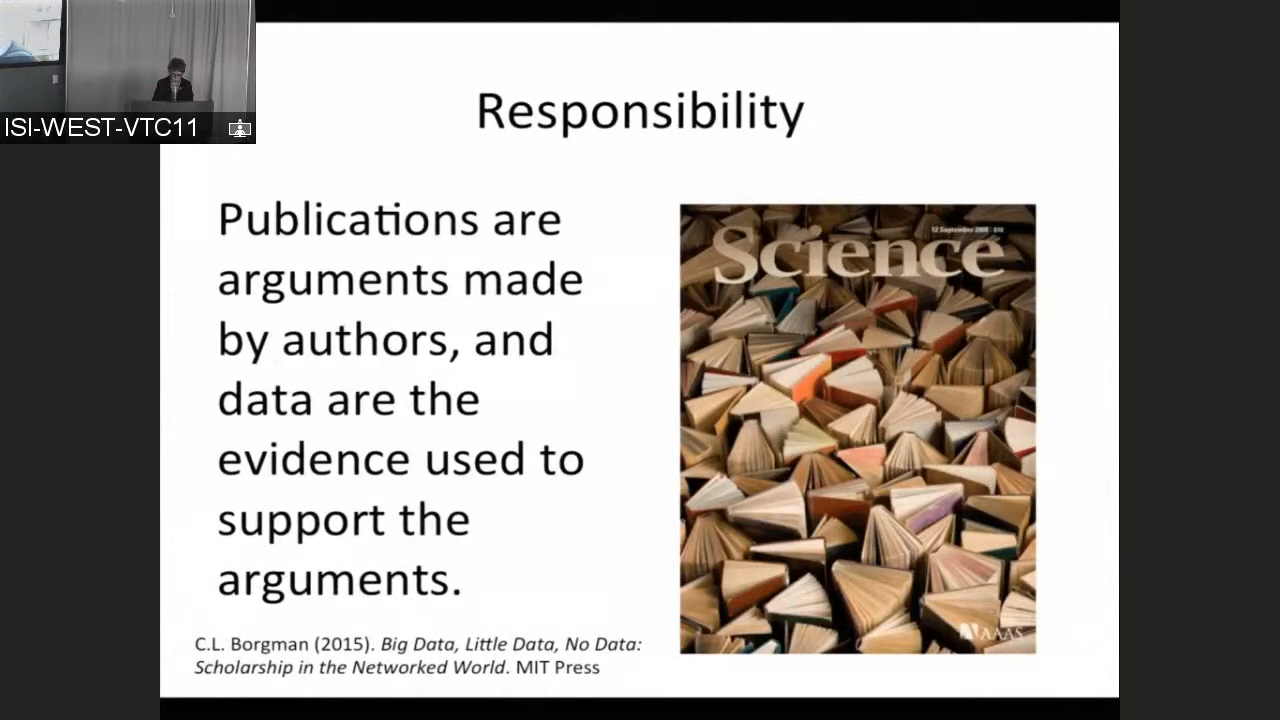 ISI-WEST-VTC11
Responsibility
Publications are
arguments made
by authors, and
data are the
evidence used to
support the
arguments.
C.L. Borgman (2015). Big Data, Little Data, No Data:
Scholarship in the Networked World. MIT Press
12 September 2008 | $10
Science
AAAS